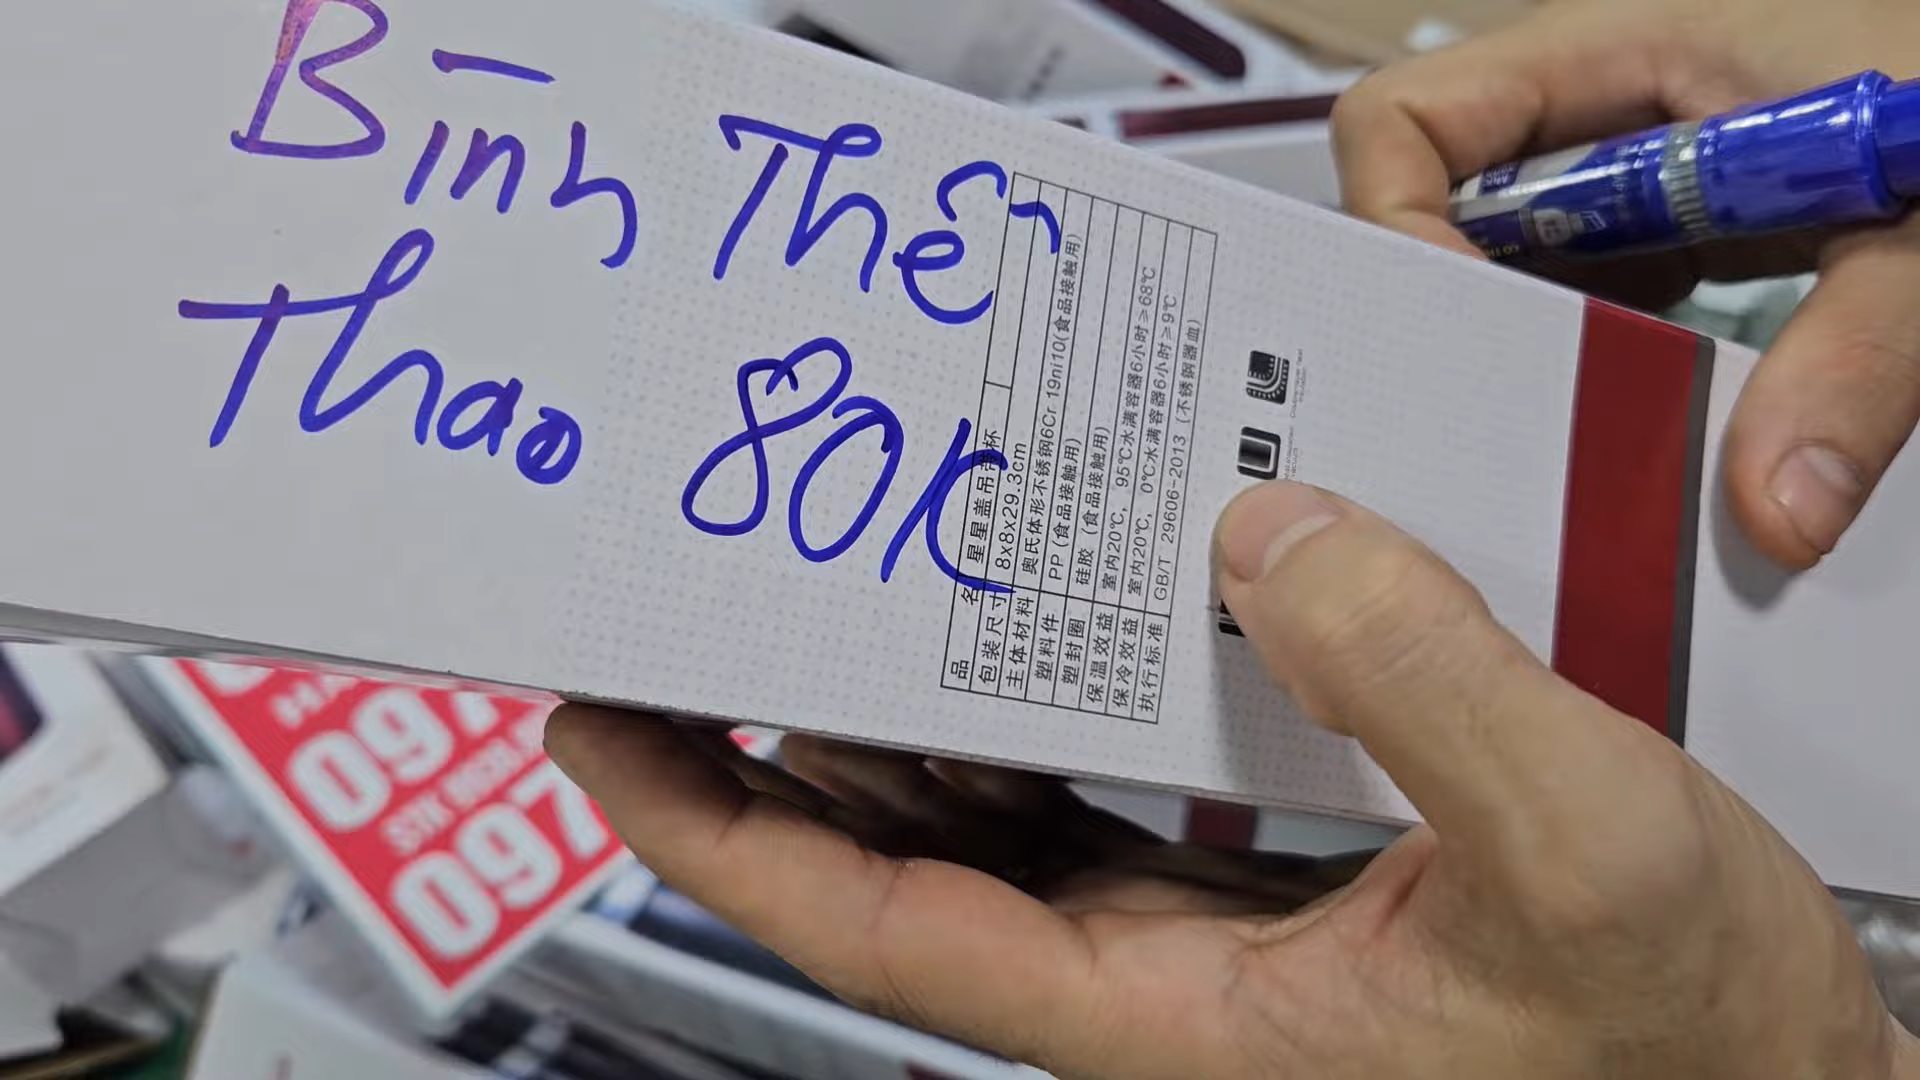 Bình Thể
Thao 80K
品 名 星星盖吊带杯
包装尺寸 8x8x29.3cm
主体材料 奥氏体形不锈钢6Cr 19ni10(食品接触用)
塑料件 PP (食品接触用)
塑封圈 硅胶 (食品接触用)
保温效益 室内20℃, 95℃水满容器6小时≥68℃
保冷效益 室内20℃, 0℃水满容器6小时≥9℃
执行标准 GB/T 29606-2013 (不锈钢器皿)
097
STK
097